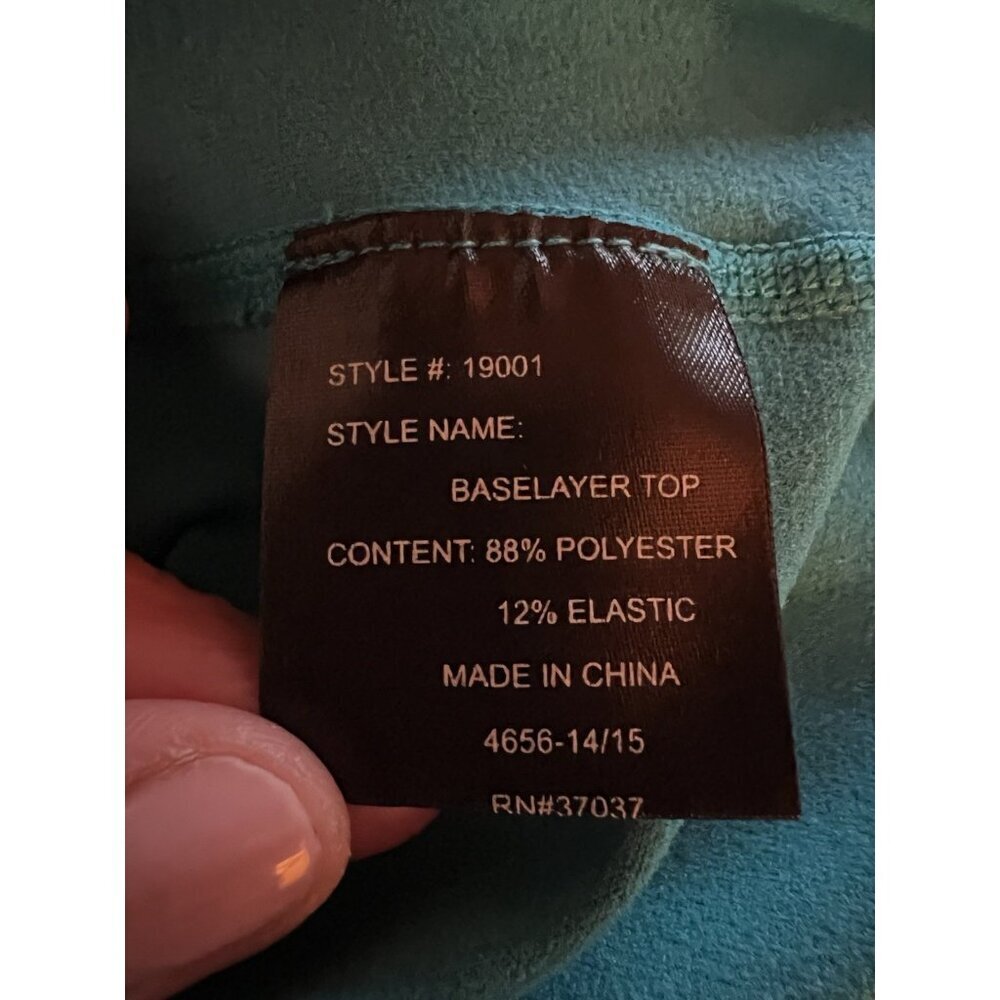 STYLE #: 19001
STYLE NAME:
BASELAYER TOP
CONTENT: 88% POLYESTER
12% ELASTIC
MADE IN CHINA
4656-14/15
RN#37037